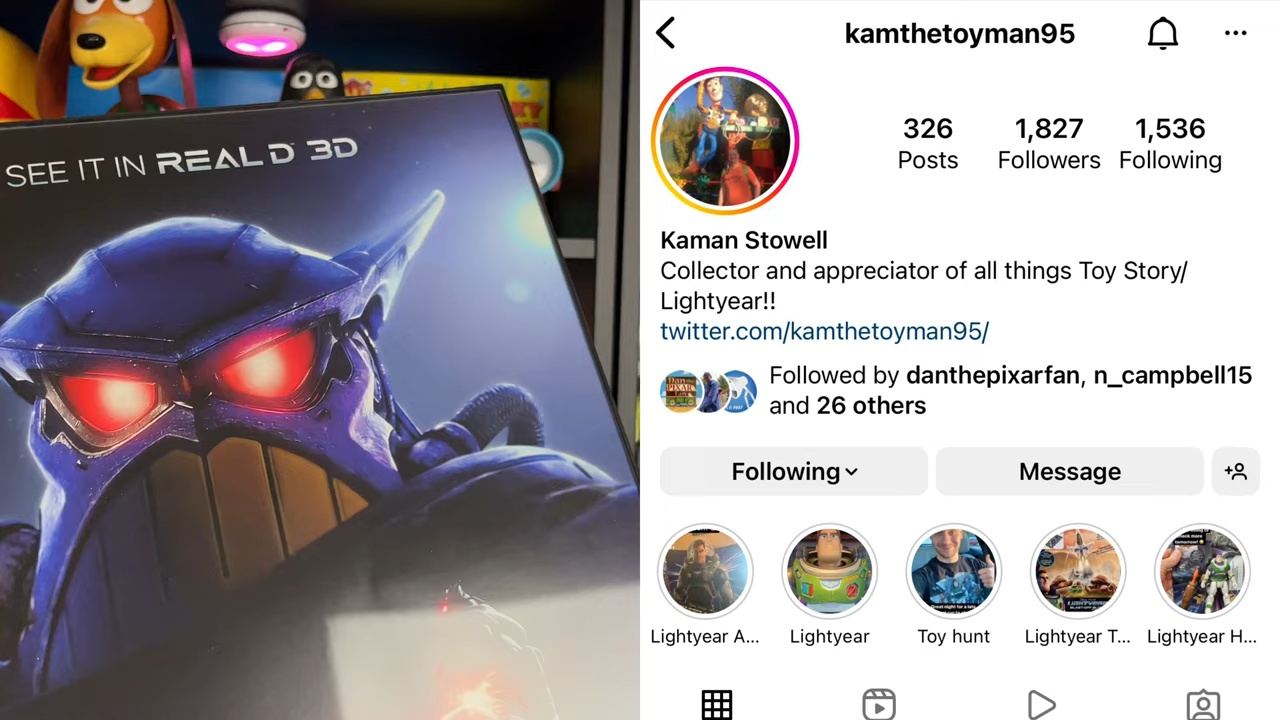 SEE IT IN REAL D 3D
kamthetoyman95
326
1,827
1,536
Posts
Followers
Following
Kaman Stowell
Collector and appreciator of all things Toy Story/
Lightyear!!
twitter.com/kamthetoyman95/
Followed by danthepixarfan, n_campbell15
and 26 others
Following
Message
Lightyear A...
Lightyear
Toy hunt
Lightyear T...
Lightyear H...